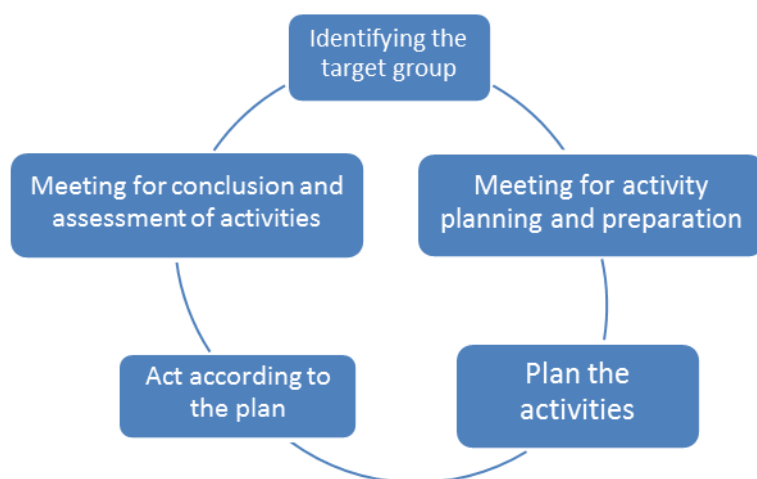 Identifying the
target group
Meeting for activity
planning and preparation
Plan the
activities
Act according to
the plan
Meeting for conclusion and
assessment of activities